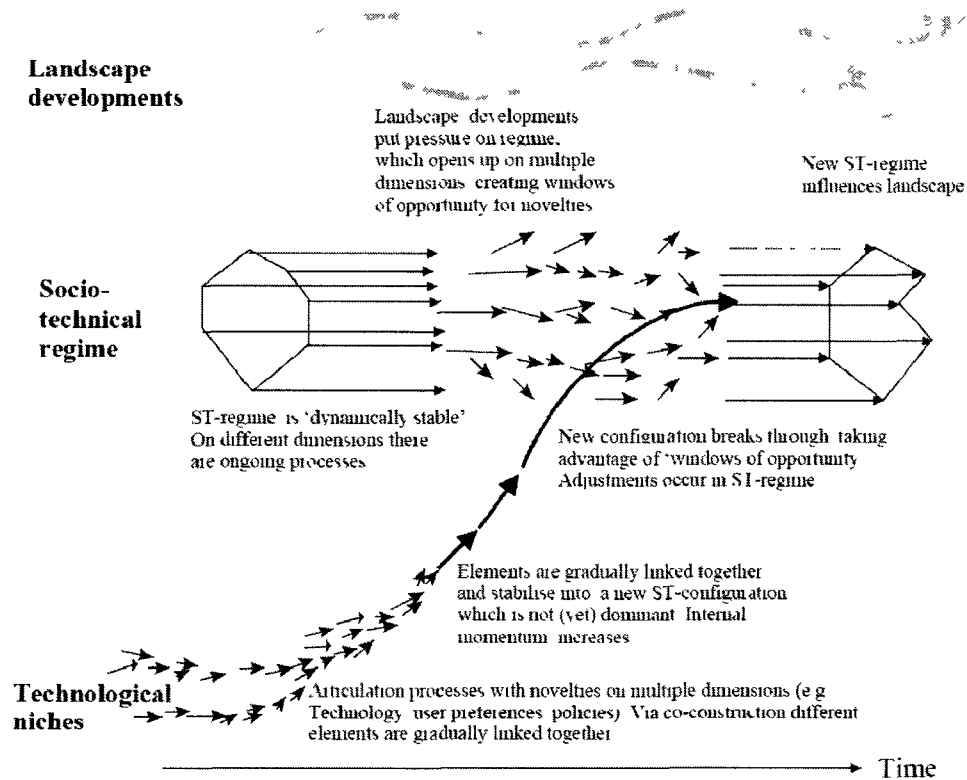 Landscape
developments
Landscape developments
put pressure on regime,
which opens up on multiple
dimensions creating windows
of opportunity for novelties
New ST-regime
influences landscape
Socio-
technical
regime
ST-regime is 'dynamically stable'
On different dimensions there
are ongoing processes
New configuration breaks through taking
advantage of 'windows of opportunity
Adjustments occur in ST-regime
Elements are gradually linked together
and stabilise into a new ST-configuration
which is not (yet) dominant Internal
momentum increases
Technological
niches
Articulation processes with novelties on multiple dimensions (e g
Technology user preferences policies) Via co-construction different
elements are gradually linked together
Time